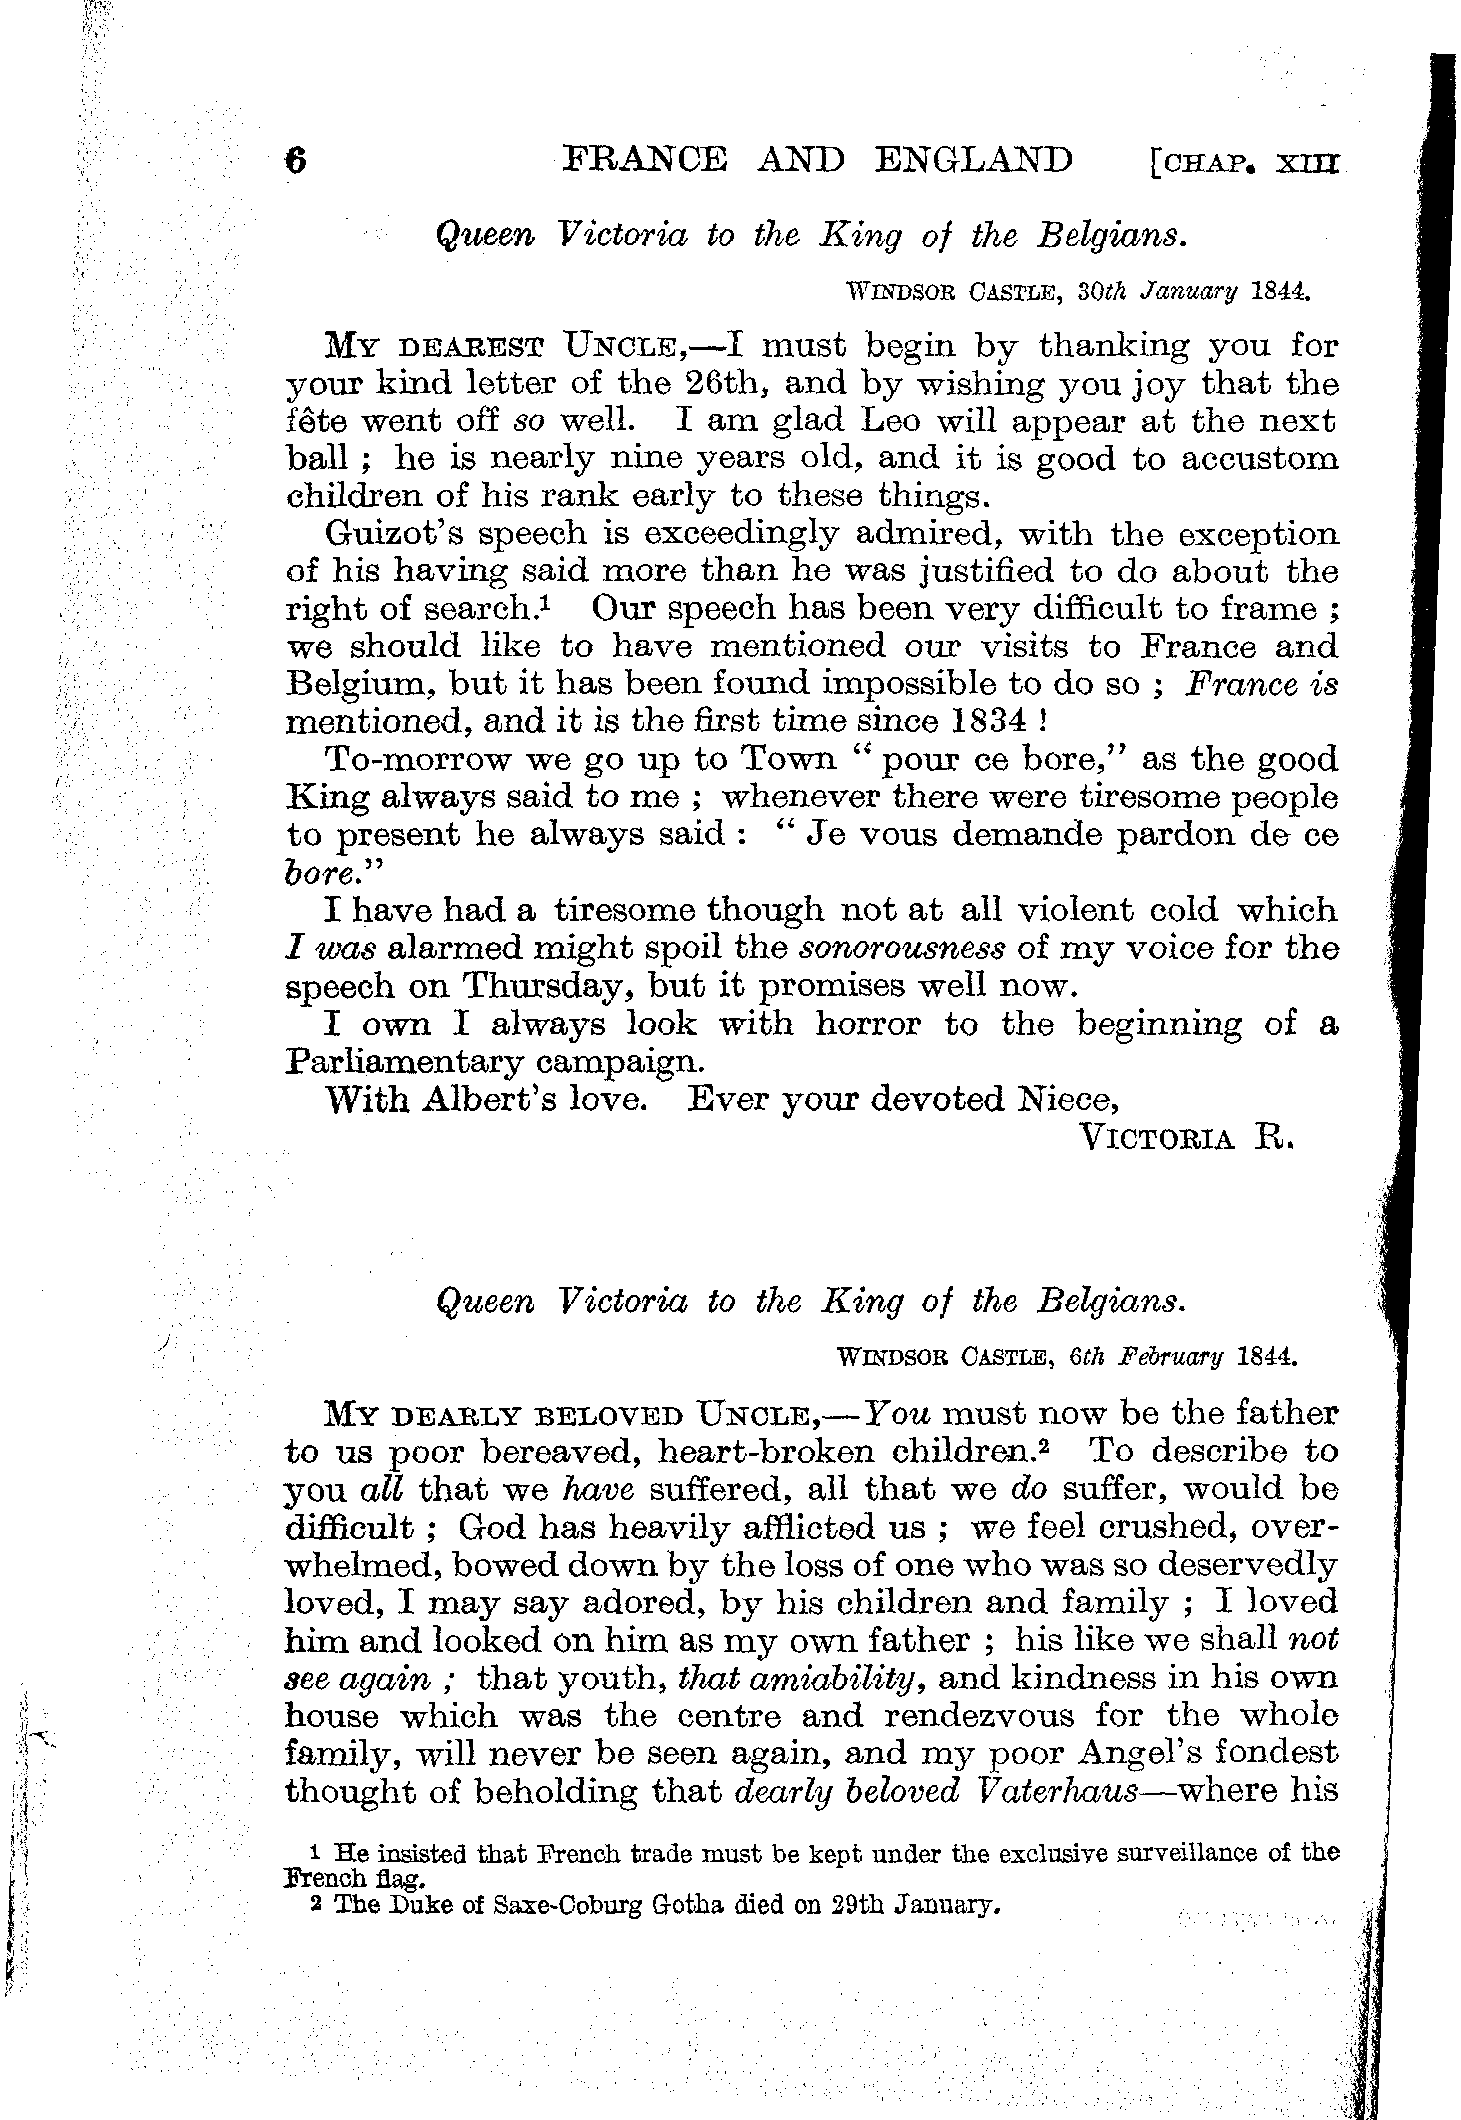 6 FRANCE AND ENGLAND [CHAP. XIII
Queen Victoria to the King of the Belgians.
WINDSOR CASTLE, 30th January 1844.
MY DEAREST UNCLE,—I must begin by thanking you for
your kind letter of the 26th, and by wishing you joy that the
fête went off so well. I am glad Leo will appear at the next
ball ; he is nearly nine years old, and it is good to accustom
children of his rank early to these things.
Guizot's speech is exceedingly admired, with the exception
of his having said more than he was justified to do about the
right of search.¹ Our speech has been very difficult to frame ;
we should like to have mentioned our visits to France and
Belgium, but it has been found impossible to do so ; France is
mentioned, and it is the first time since 1834 !
To-morrow we go up to Town “ pour ce bore,” as the good
King always said to me ; whenever there were tiresome people
to present he always said : “ Je vous demande pardon de ce
bore.”
I have had a tiresome though not at all violent cold which
I was alarmed might spoil the sonorousness of my voice for the
speech on Thursday, but it promises well now.
I own I always look with horror to the beginning of a
Parliamentary campaign.
With Albert's love. Ever your devoted Niece,
VICTORIA R.
Queen Victoria to the King of the Belgians.
WINDSOR CASTLE, 6th February 1844.
MY DEARLY BELOVED UNCLE,—You must now be the father
to us poor bereaved, heart-broken children.² To describe to
you all that we have suffered, all that we do suffer, would be
difficult ; God has heavily afflicted us ; we feel crushed, over-
whelmed, bowed down by the loss of one who was so deservedly
loved, I may say adored, by his children and family ; I loved
him and looked on him as my own father ; his like we shall not
see again ; that youth, that amiability, and kindness in his own
house which was the centre and rendezvous for the whole
family, will never be seen again, and my poor Angel's fondest
thought of beholding that dearly beloved Vaterhaus—where his
1 He insisted that French trade must be kept under the exclusive surveillance of the
French flag.
2 The Duke of Saxe-Coburg Gotha died on 29th January.